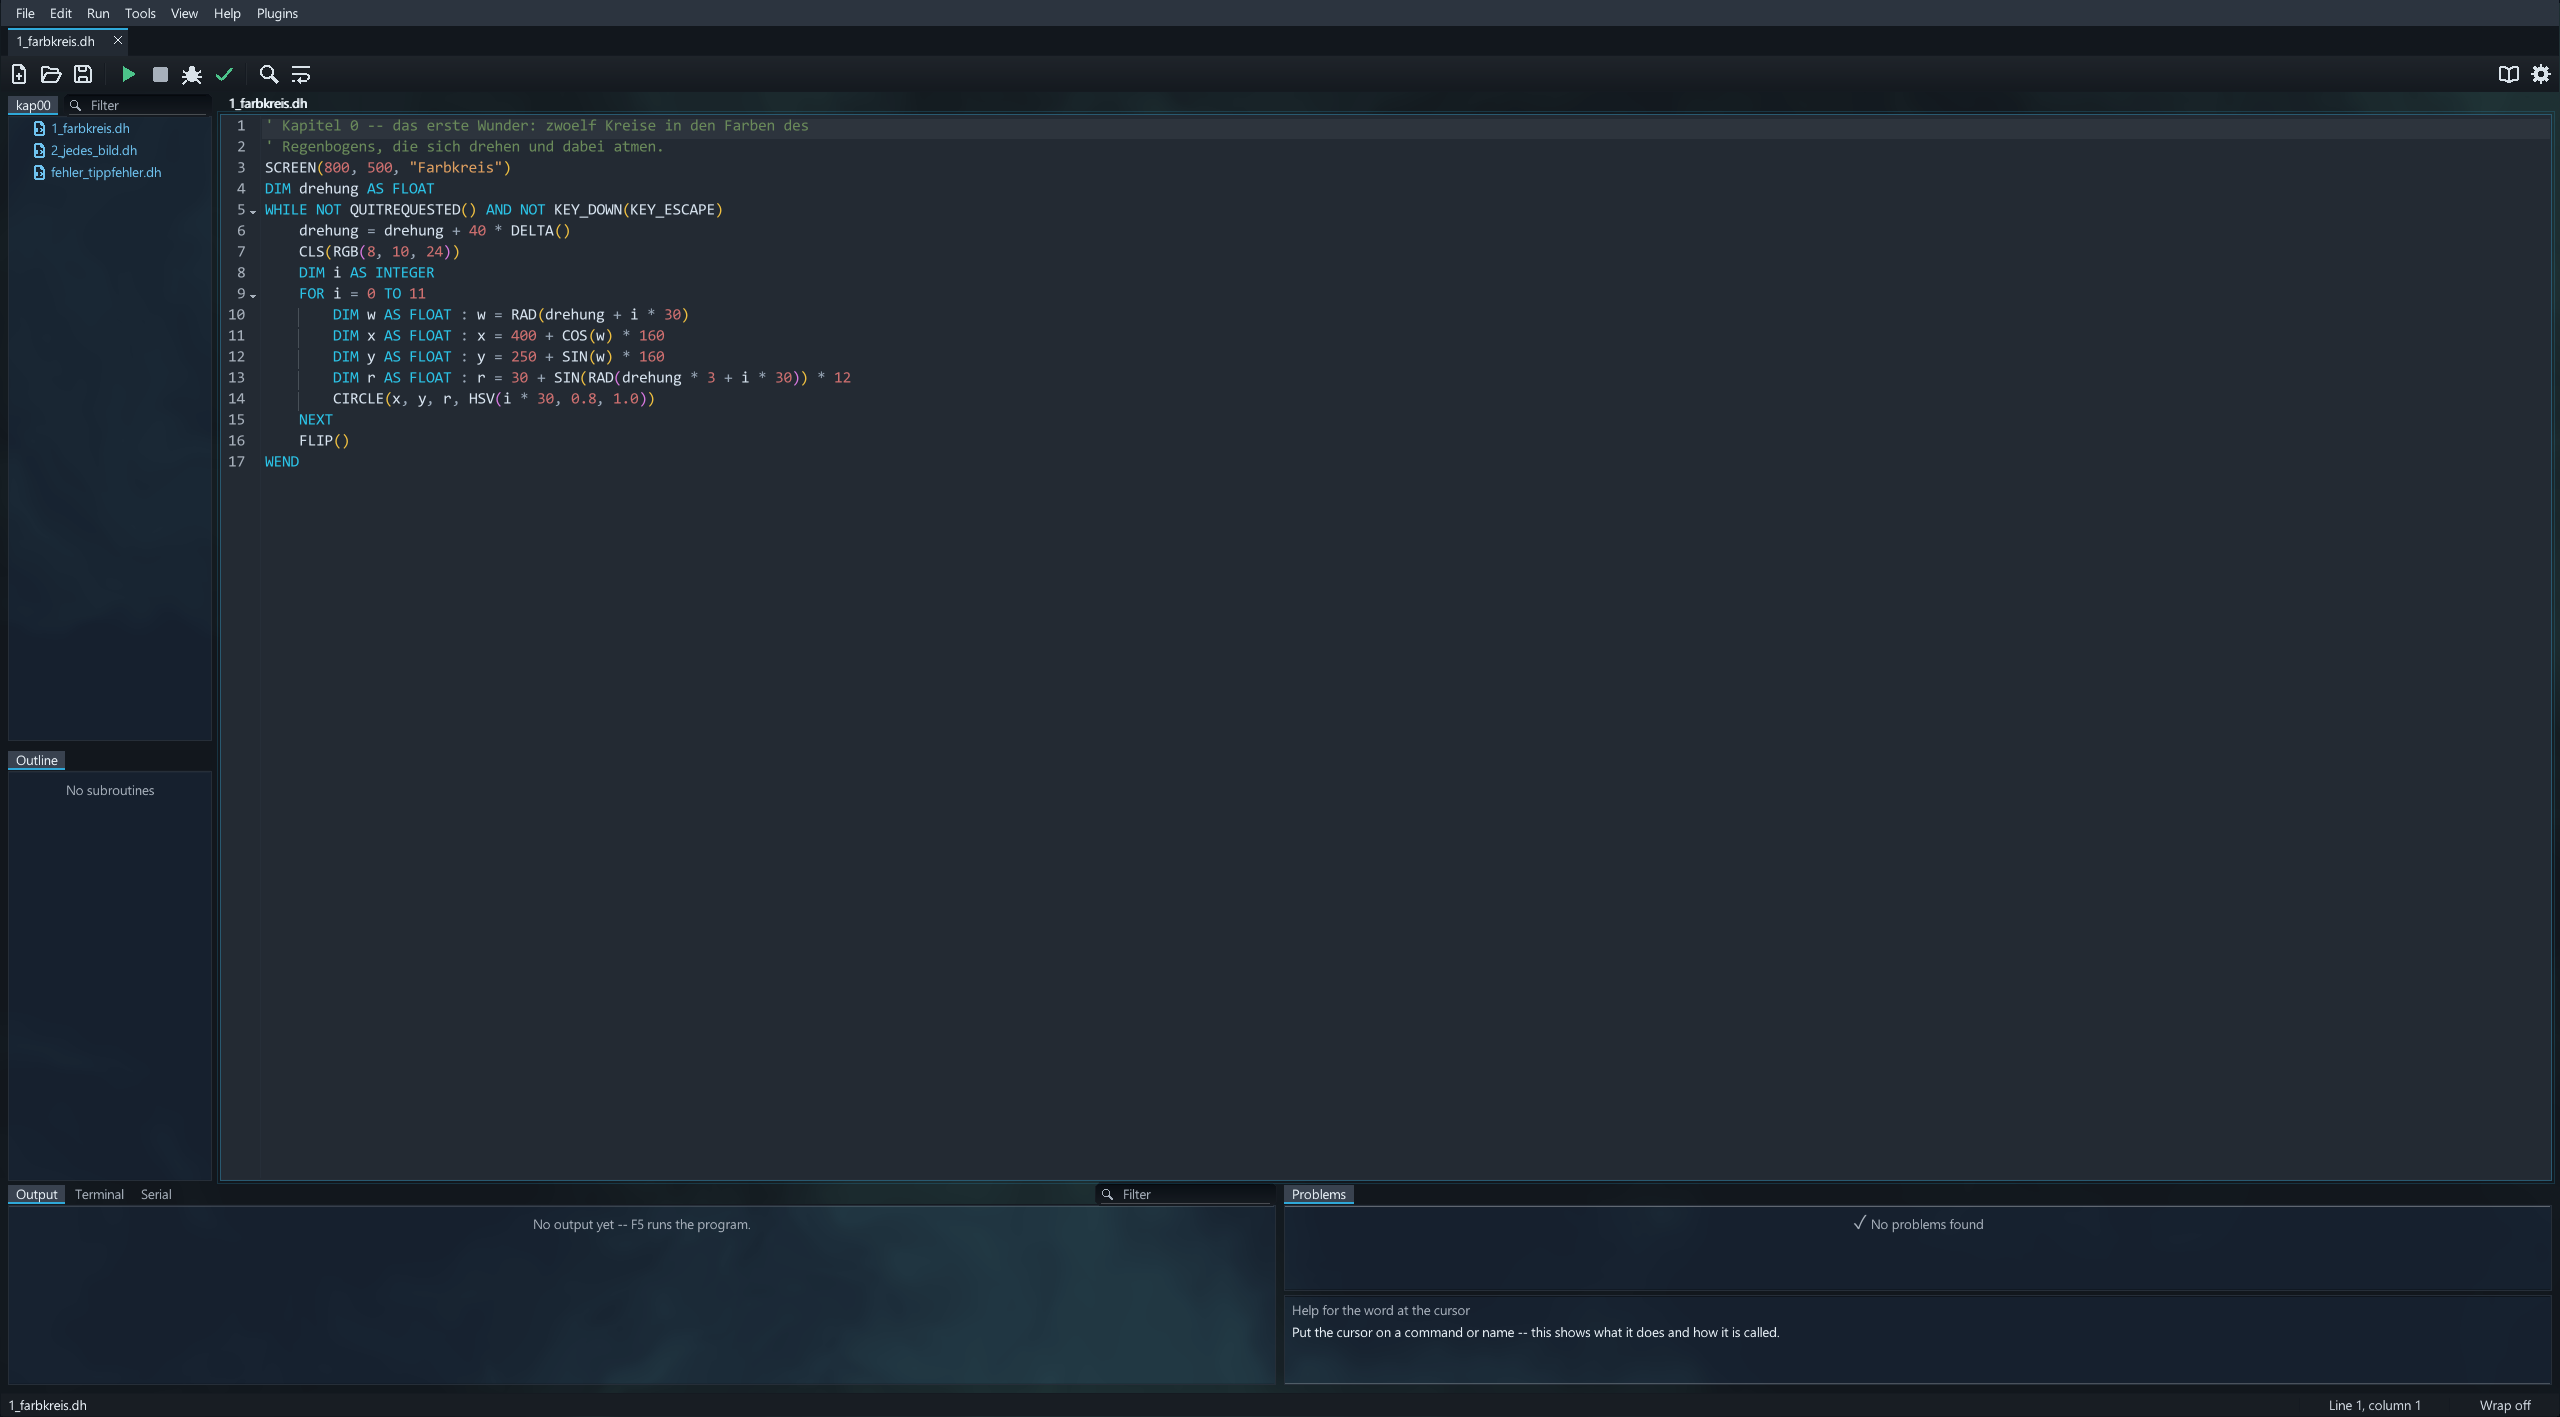 File Edit Run Tools View Help Plugins
1_farbkreis.dh
kap00 Filter
1_farbkreis.dh
2_jedes_bild.dh
fehler_tippfehler.dh
1_farbkreis.dh
1 ' Kapitel 0 -- das erste Wunder: zwoelf Kreise in den Farben des
2 ' Regenbogens, die sich drehen und dabei atmen.
3 SCREEN(800, 500, "Farbkreis")
4 DIM drehung AS FLOAT
5 WHILE NOT QUITREQUESTED() AND NOT KEY_DOWN(KEY_ESCAPE)
6 drehung = drehung + 40 * DELTA()
7 CLS(RGB(8, 10, 24))
8 DIM i AS INTEGER
9 FOR i = 0 TO 11
10 DIM w AS FLOAT : w = RAD(drehung + i * 30)
11 DIM x AS FLOAT : x = 400 + COS(w) * 160
12 DIM y AS FLOAT : y = 250 + SIN(w) * 160
13 DIM r AS FLOAT : r = 30 + SIN(RAD(drehung * 3 + i * 30)) * 12
14 CIRCLE(x, y, r, HSV(i * 30, 0.8, 1.0))
15 NEXT
16 FLIP()
17 WEND
Outline
No subroutines
Output Terminal Serial Filter
No output yet -- F5 runs the program.
Problems
No problems found
Help for the word at the cursor
Put the cursor on a command or name -- this shows what it does and how it is called.
1_farbkreis.dh Line 1, column 1 Wrap off